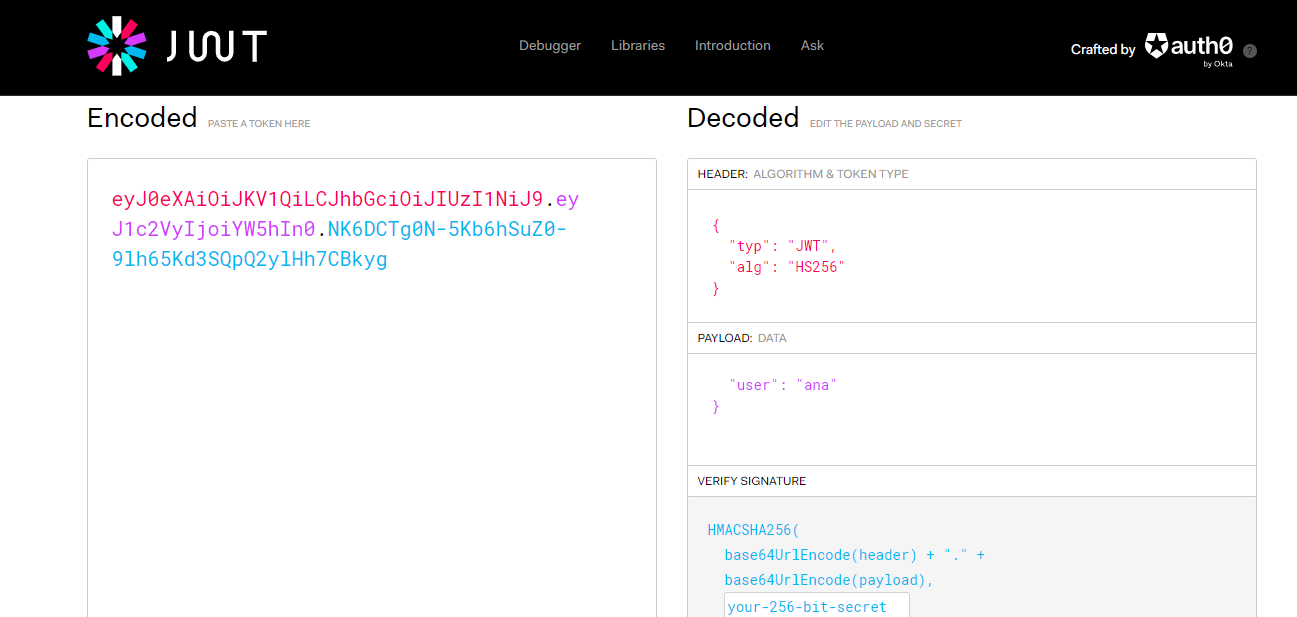 JWT
Debugger Libraries Introduction Ask
Crafted by auth0 ?
by Okta
Encoded PASTE A TOKEN HERE
eyJ0eXAiOiJKV1QiLCJhbGciOiJIUzI1NiJ9.ey
J1c2VyIjoiYW5hIn0.NK6DCTg0N-5Kb6hSuZ0-
9lh65Kd3SQpQ2ylHh7CBkyg
Decoded EDIT THE PAYLOAD AND SECRET
HEADER: ALGORITHM & TOKEN TYPE
{
"typ": "JWT",
"alg": "HS256"
}
PAYLOAD: DATA
"user": "ana"
}
VERIFY SIGNATURE
HMACSHA256(
base64UrlEncode(header) + "." +
base64UrlEncode(payload),
your-256-bit-secret